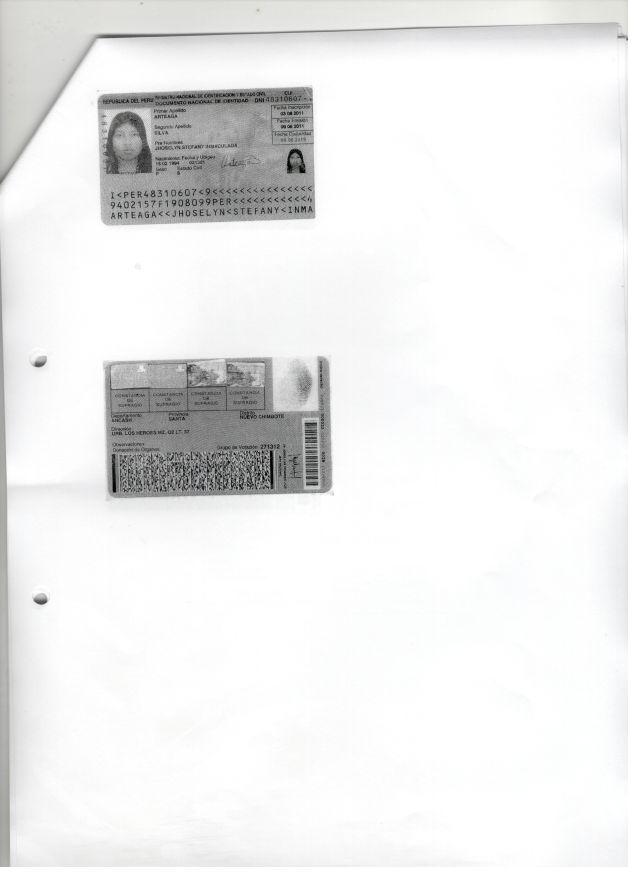 REPÚBLICA DEL PERÚ REGISTRO NACIONAL DE IDENTIFICACION Y ESTADO CIVIL CUI
DOCUMENTO NACIONAL DE IDENTIDAD DNI 48310607 -
Primer Apellido
ARTEAGA
Segundo Apellido
SILVA
Pre Nombres
JHOSELYN STEFANY INMACULADA
Nacimiento: Fecha y Ubigeo
15 02 1994
Sexo Estado Civil
F S
Fecha Inscripción
03 08 2011
Fecha Emisión
09 08 2011
Fecha Caducidad
09 08 2019
I<PER48310607<9<<<<<<<<<<<<<<<
9402157F1908099PER<<<<<<<<<<<4
ARTEAGA<<JHOSELYN<STEFANY<INMA
CONSTANCIA DE SUFRAGIO
CONSTANCIA DE SUFRAGIO
CONSTANCIA DE SUFRAGIO
CONSTANCIA DE SUFRAGIO
Departamento Provincia Distrito
ANCASH SANTA NUEVO CHIMBOTE
Dirección
URB. LOS HEROES MZ. G2 LT. 37
Observaciones
Donación de Órganos: Grupo de Votación: 271312